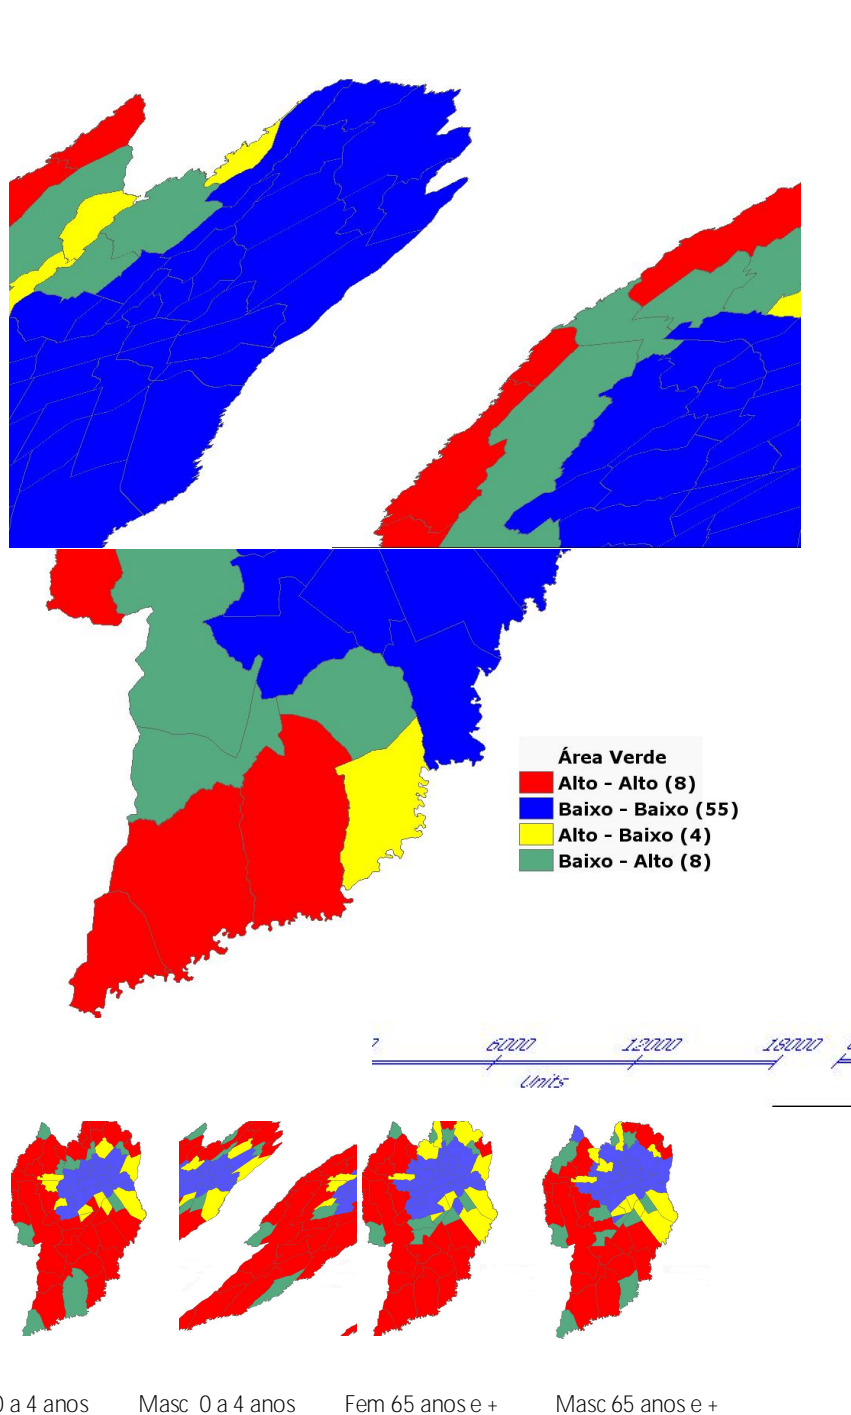 Área Verde
Alto - Alto (8)
Baixo - Baixo (55)
Alto - Baixo (4)
Baixo - Alto (8)
6000 12000 18000
Units
0 a 4 anos Masc 0 a 4 anos Fem 65 anos e + Masc 65 anos e +